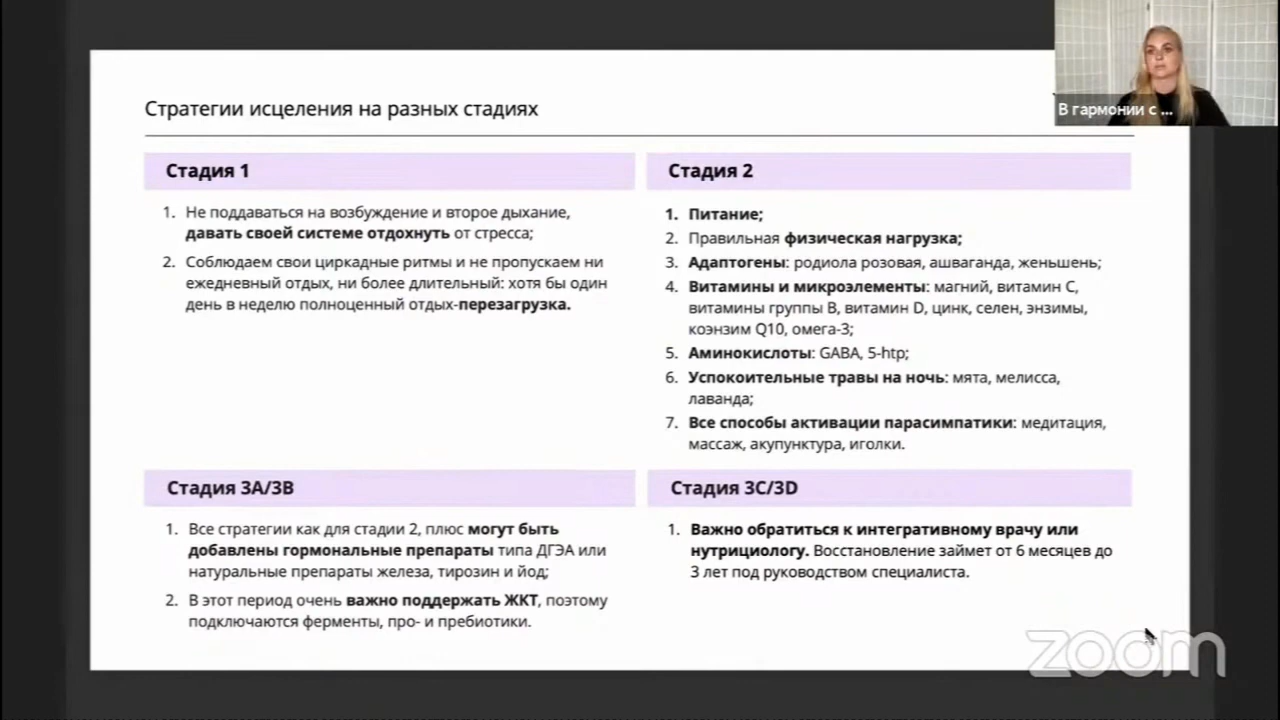 Стратегии исцеления на разных стадиях
В гармонии с ...
Стадия 1
1. Не поддаваться на возбуждение и второе дыхание,
давать своей системе отдохнуть от стресса;
2. Соблюдаем свои циркадные ритмы и не пропускаем ни
ежедневный отдых, ни более длительный: хотя бы один
день в неделю полноценный отдых-перезагрузка.
Стадия 2
1. Питание;
2. Правильная физическая нагрузка;
3. Адаптогены: родиола розовая, ашваганда, женьшень;
4. Витамины и микроэлементы: магний, витамин С,
витамины группы В, витамин D, цинк, селен, энзимы,
коэнзим Q10, омега-3;
5. Аминокислоты: GABA, 5-htp;
6. Успокоительные травы на ночь: мята, мелисса,
лаванда;
7. Все способы активации парасимпатики: медитация,
массаж, акупунктура, иголки.
Стадия 3A/3B
1. Все стратегии как для стадии 2, плюс могут быть
добавлены гормональные препараты типа ДГЭА или
натуральные препараты железа, тирозин и йод;
2. В этот период очень важно поддержать ЖКТ, поэтому
подключаются ферменты, про- и пребиотики.
Стадия 3C/3D
1. Важно обратиться к интегративному врачу или
нутрициологу. Восстановление займет от 6 месяцев до
3 лет под руководством специалиста.
zoom